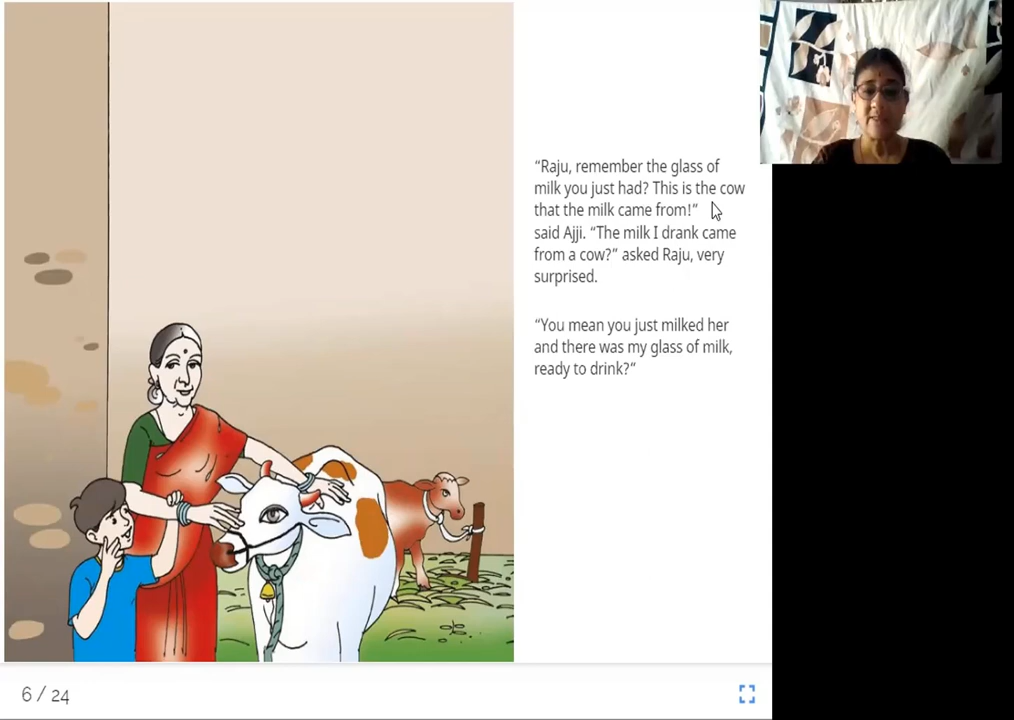 “Raju, remember the glass of
milk you just had? This is the cow
that the milk came from!”
said Ajji. “The milk I drank came
from a cow?” asked Raju, very
surprised.
“You mean you just milked her
and there was my glass of milk,
ready to drink?”
6 / 24